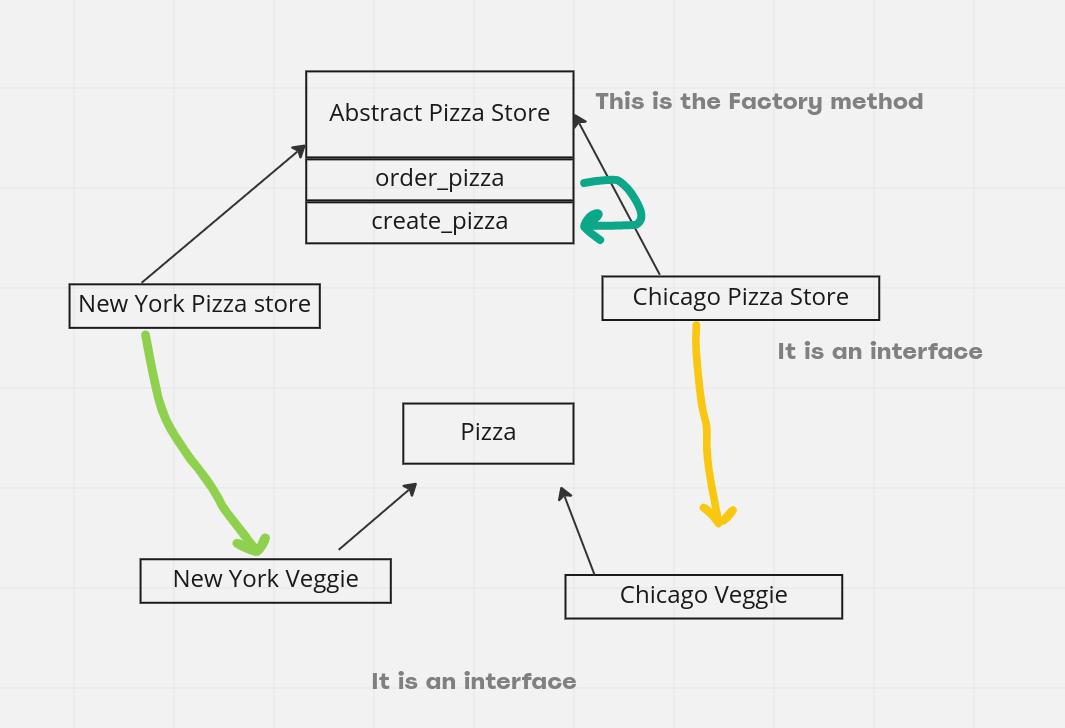 Abstract Pizza Store
This is the Factory method
order_pizza
create_pizza
New York Pizza store
Chicago Pizza Store
It is an interface
Pizza
New York Veggie
Chicago Veggie
It is an interface